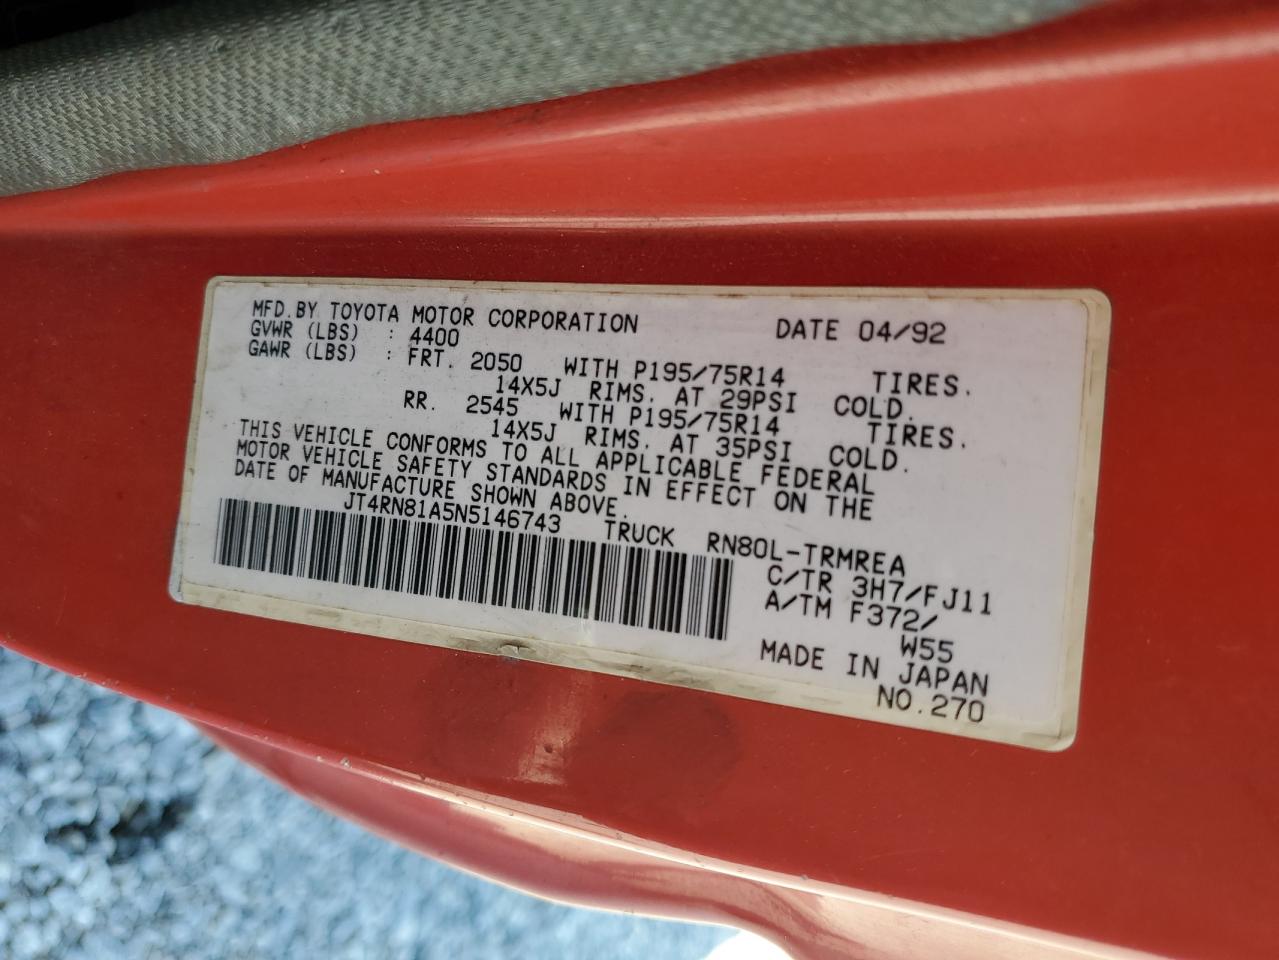 MFD.BY TOYOTA MOTOR CORPORATION DATE 04/92
GVWR (LBS) : 4400
GAWR (LBS) : FRT. 2050 WITH P195/75R14 TIRES.
14X5J RIMS. AT 29PSI COLD.
RR. 2545 WITH P195/75R14 TIRES.
14X5J RIMS. AT 35PSI COLD.
THIS VEHICLE CONFORMS TO ALL APPLICABLE FEDERAL
MOTOR VEHICLE SAFETY STANDARDS IN EFFECT ON THE
DATE OF MANUFACTURE SHOWN ABOVE.
JT4RN81A5N5146743 TRUCK RN80L-TRMREA
C/TR 3H7/FJ11
A/TM F372/
W55
MADE IN JAPAN
NO.270